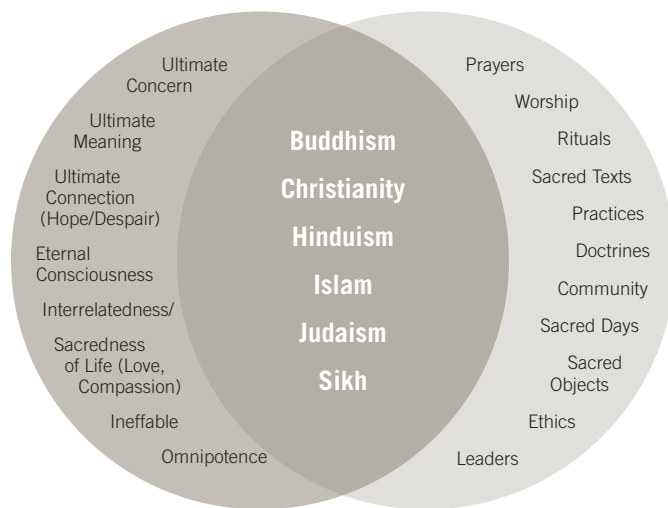 Ultimate
Concern
Ultimate
Meaning
Ultimate
Connection
(Hope/Despair)
Eternal
Consciousness
Interrelatedness/
Sacredness
of Life (Love,
Compassion)
Ineffable
Omnipotence
Buddhism
Christianity
Hinduism
Islam
Judaism
Sikh
Prayers
Worship
Rituals
Sacred Texts
Practices
Doctrines
Community
Sacred Days
Sacred
Objects
Ethics
Leaders